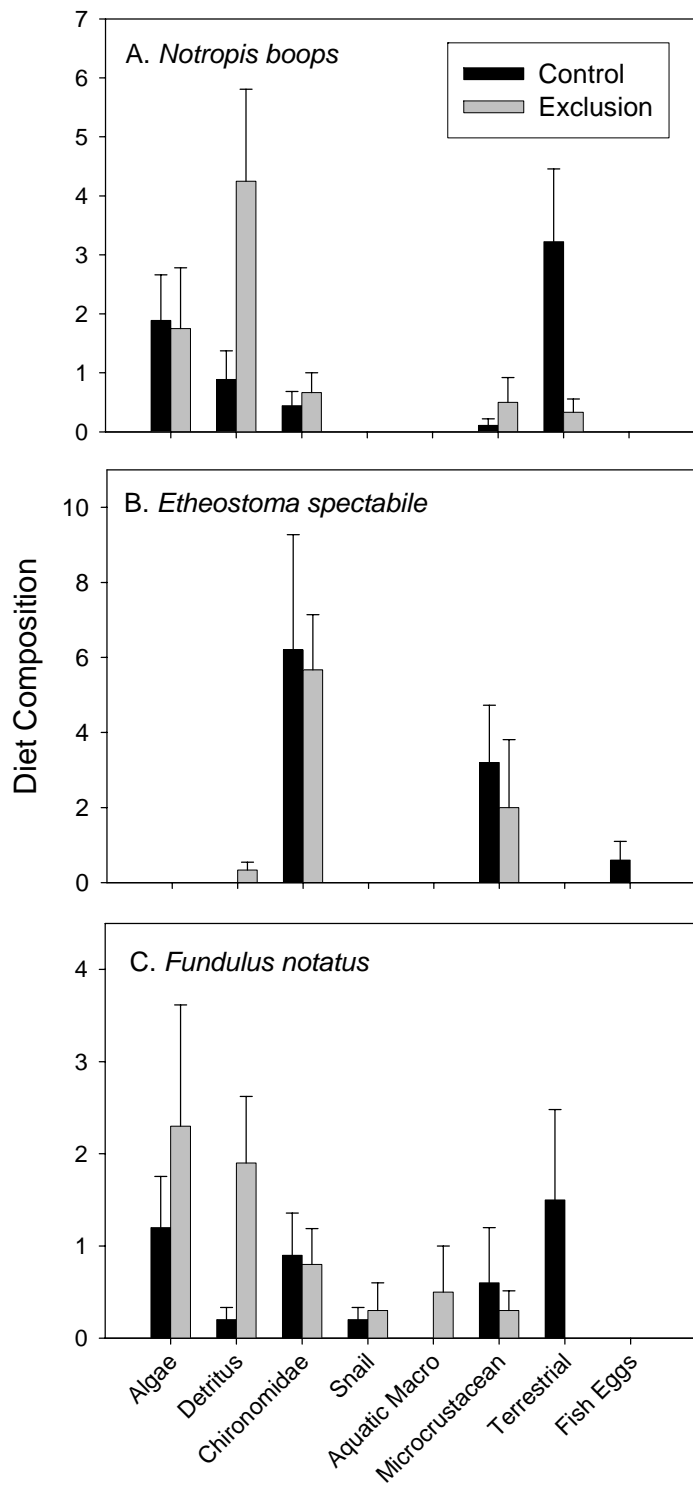 7
6
5
4
3
2
1
0
A. Notropis boops
Control
Exclusion
10
8
6
4
2
0
B. Etheostoma spectabile
Diet Composition
4
3
2
1
0
C. Fundulus notatus
Algae
Detritus
Chironomidae
Snail
Aquatic Macro
Microcrustacean
Terrestrial
Fish Eggs